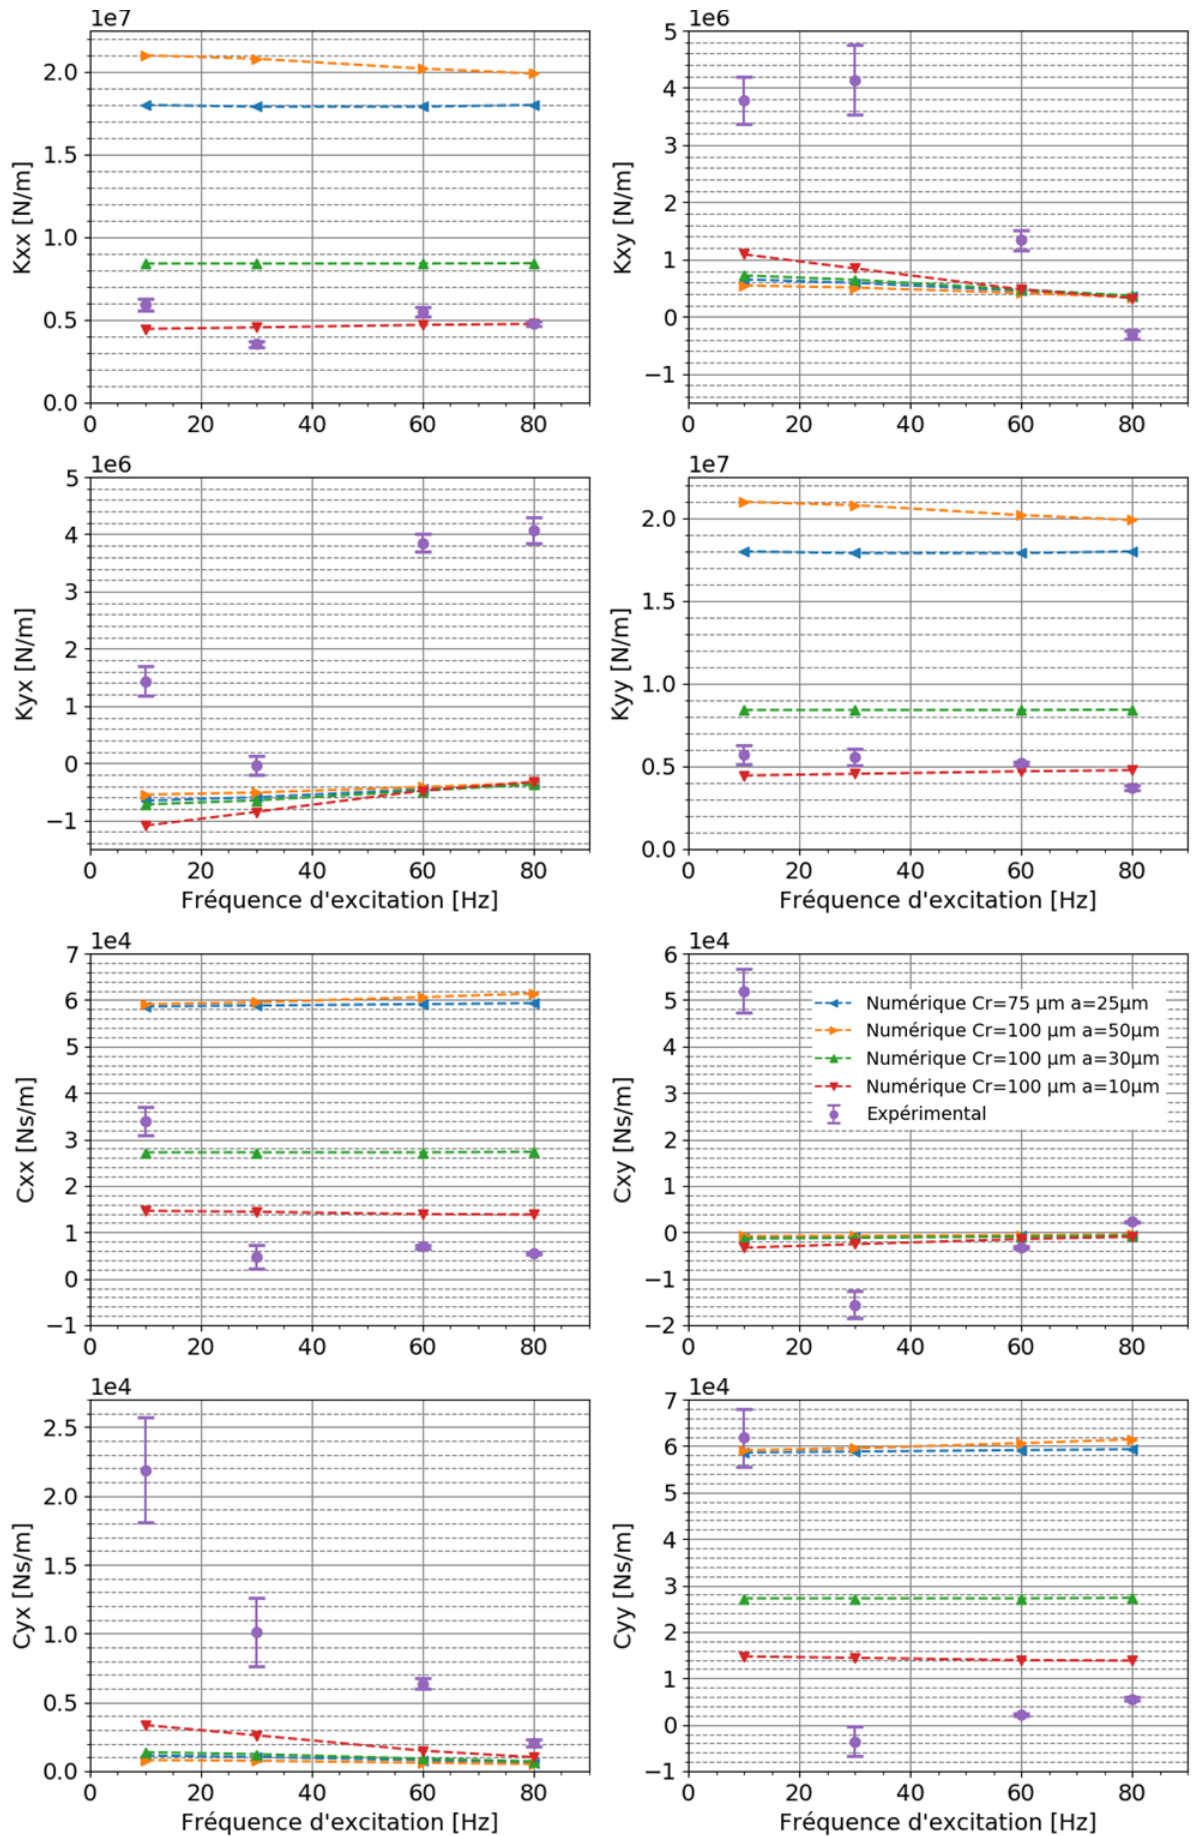 1e7
Kxx [N/m]
2.0
1.5
1.0
0.5
0.0
0 20 40 60 80
1e6
Kxy [N/m]
5
4
3
2
1
0
−1
0 20 40 60 80
1e6
Kyx [N/m]
5
4
3
2
1
0
−1
0 20 40 60 80
Fréquence d'excitation [Hz]
1e7
Kyy [N/m]
2.0
1.5
1.0
0.5
0.0
0 20 40 60 80
Fréquence d'excitation [Hz]
1e4
Cxx [Ns/m]
7
6
5
4
3
2
1
0
−1
0 20 40 60 80
1e4
Cxy [Ns/m]
6
5
4
3
2
1
0
−1
−2
0 20 40 60 80
Numérique Cr=75 µm a=25µm
Numérique Cr=100 µm a=50µm
Numérique Cr=100 µm a=30µm
Numérique Cr=100 µm a=10µm
Expérimental
1e4
Cyx [Ns/m]
2.5
2.0
1.5
1.0
0.5
0.0
0 20 40 60 80
Fréquence d'excitation [Hz]
1e4
Cyy [Ns/m]
7
6
5
4
3
2
1
0
−1
0 20 40 60 80
Fréquence d'excitation [Hz]